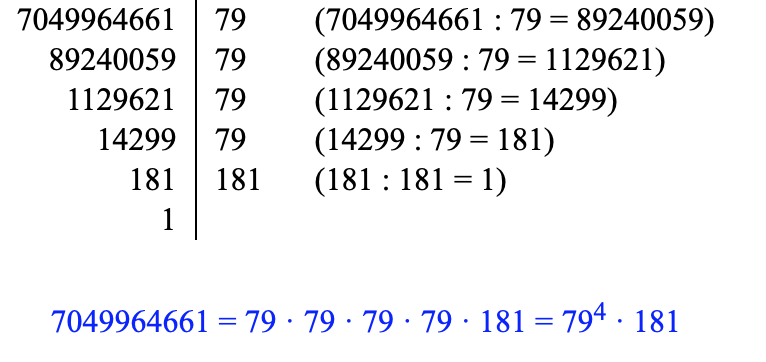 7049964661 79 (7049964661 : 79 = 89240059)
89240059 79 (89240059 : 79 = 1129621)
1129621 79 (1129621 : 79 = 14299)
14299 79 (14299 : 79 = 181)
181 181 (181 : 181 = 1)
1
7049964661 = 79 · 79 · 79 · 79 · 181 = 79⁴ · 181